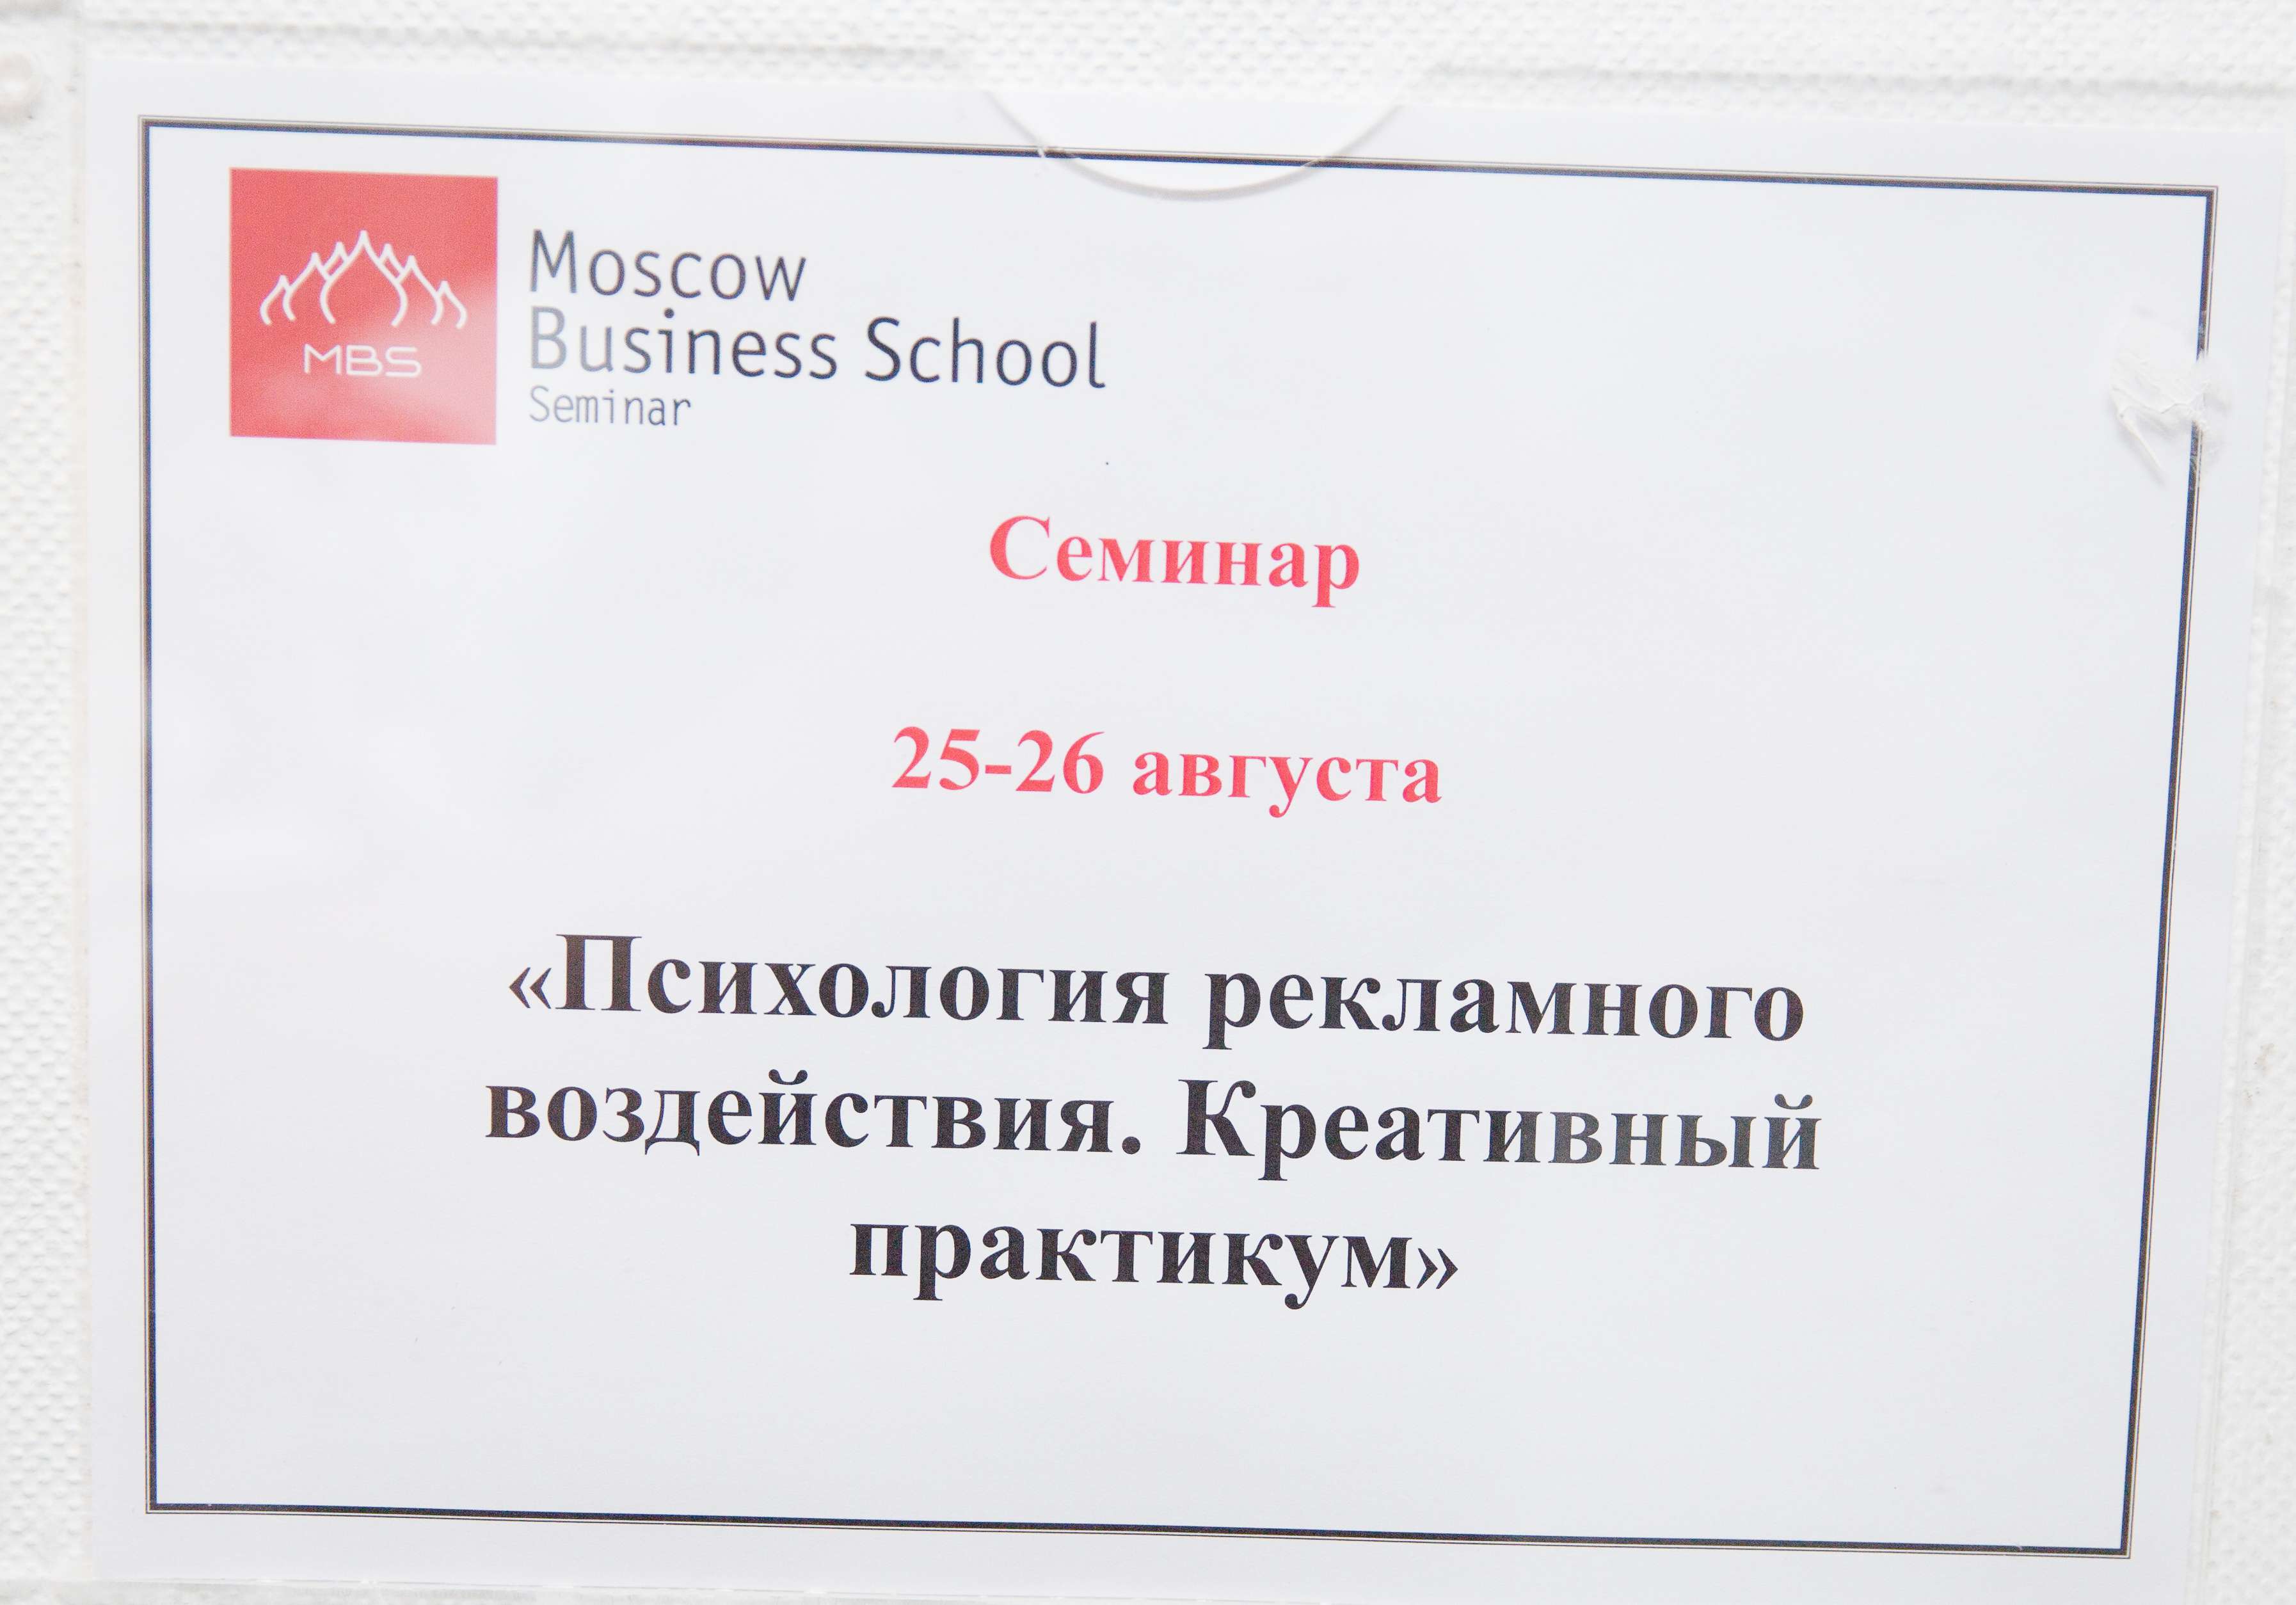 MBS
Moscow
Business School
Seminar
Семинар
25-26 августа
«Психология рекламного
воздействия. Креативный
практикум»